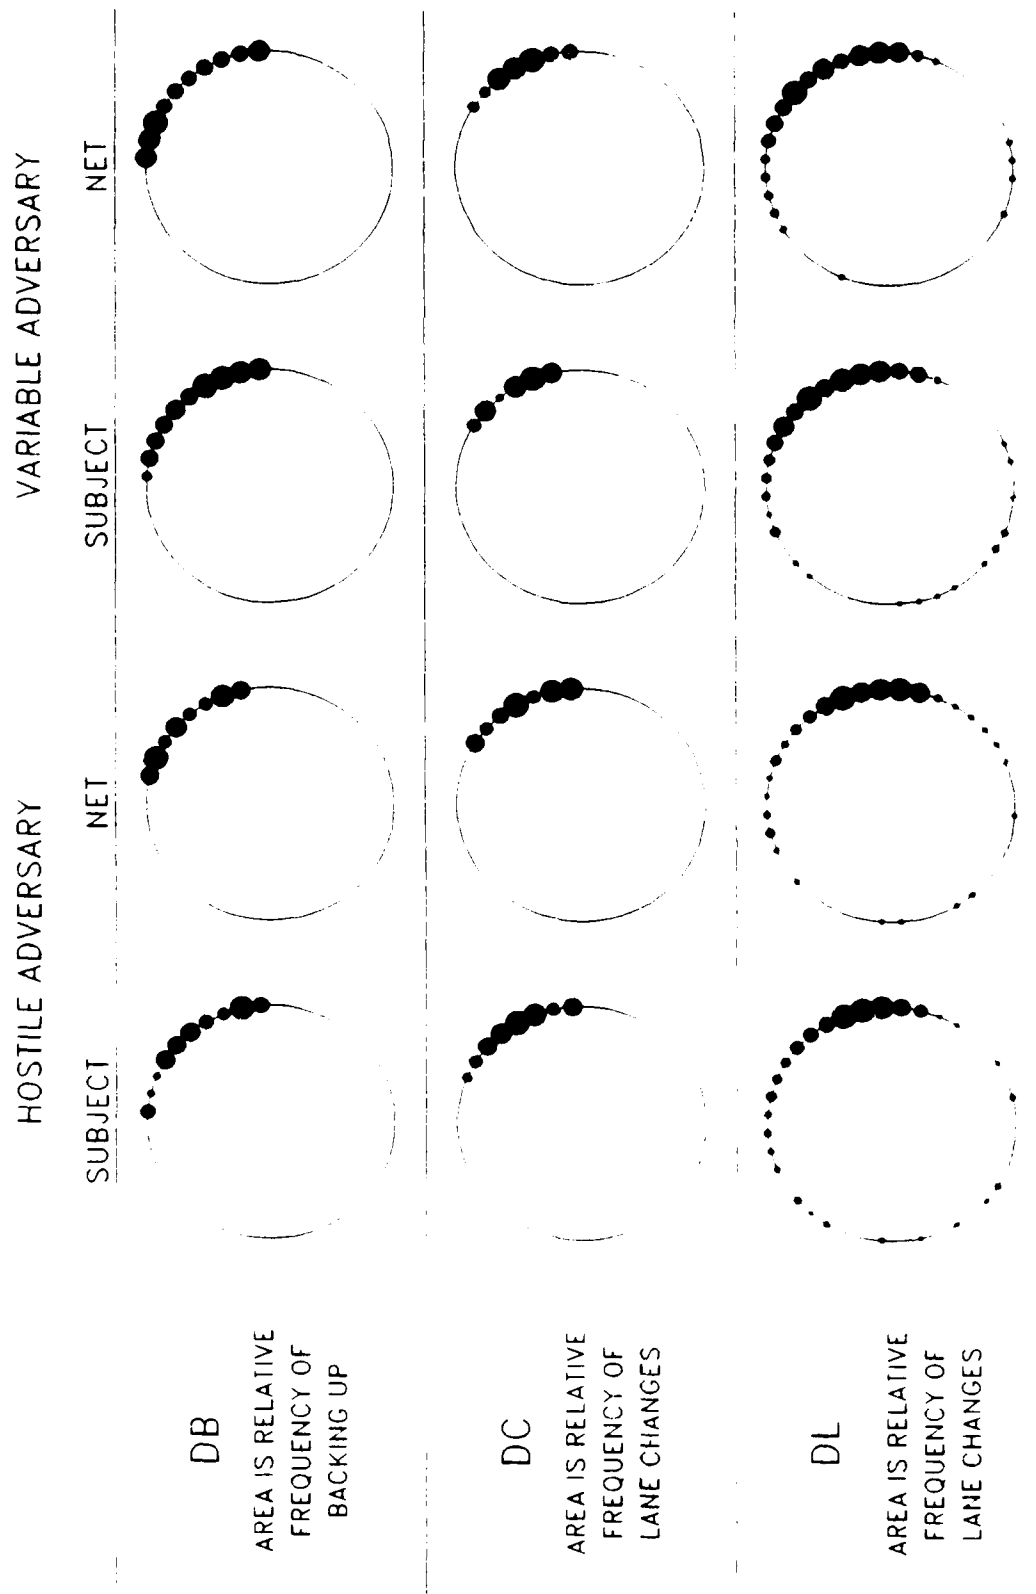 HOSTILE ADVERSARY
VARIABLE ADVERSARY
SUBJECT
NET
SUBJECT
NET
DB
AREA IS RELATIVE
FREQUENCY OF
BACKING UP
DC
AREA IS RELATIVE
FREQUENCY OF
LANE CHANGES
DL
AREA IS RELATIVE
FREQUENCY OF
LANE CHANGES